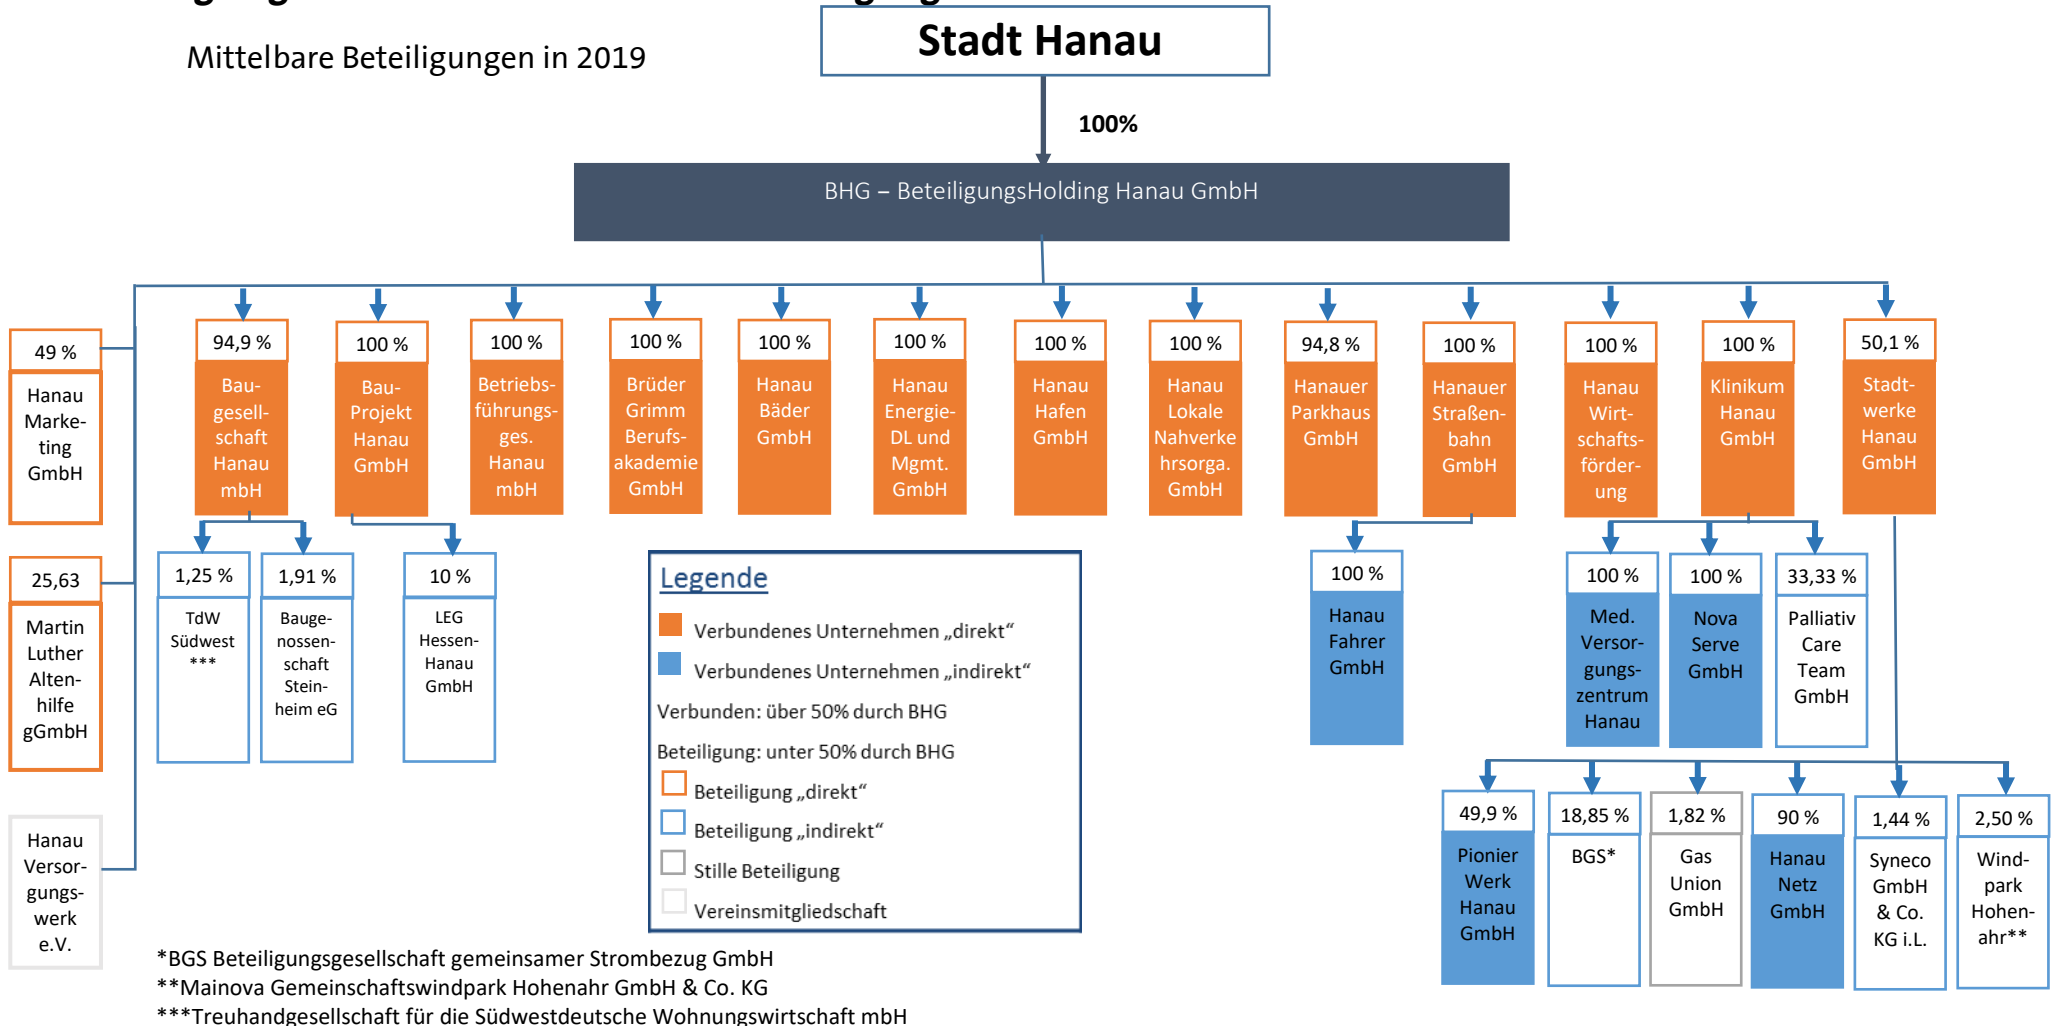 Stadt Hanau
Mittelbare Beteiligungen in 2019
100%
BHG – BeteiligungsHolding Hanau GmbH
49 %
Hanau
Marke-
ting
GmbH
25,63
Martin
Luther
Alten-
hilfe
gGmbH
Hanau
Versor-
gungs-
werk
e.V.
94,9 %
Bau-
gesell-
schaft
Hanau
mbH
100 %
Bau-
Projekt
Hanau
GmbH
100 %
Betriebs-
führungs-
ges.
Hanau
mbH
100 %
Brüder
Grimm
Berufs-
akademie
GmbH
100 %
Hanau
Bäder
GmbH
100 %
Hanau
Energie-
DL und
Mgmt.
GmbH
100 %
Hanau
Hafen
GmbH
100 %
Hanau
Lokale
Nahverke
hrsorga.
GmbH
94,8 %
Hanauer
Parkhaus
GmbH
100 %
Hanauer
Straßen-
bahn
GmbH
100 %
Hanau
Wirt-
schafts-
förder-
ung
100 %
Klinikum
Hanau
GmbH
50,1 %
Stadt-
werke
Hanau
GmbH
1,25 %
TdW
Südwest
***
1,91 %
Bauge-
nossen-
schaft
Stein-
heim eG
10 %
LEG
Hessen-
Hanau
GmbH
100 %
Hanau
Fahrer
GmbH
100 %
Med.
Versor-
gungs-
zentrum
Hanau
100 %
Nova
Serve
GmbH
33,33 %
Palliativ
Care
Team
GmbH
49,9 %
Pionier
Werk
Hanau
GmbH
18,85 %
BGS*
1,82 %
Gas
Union
GmbH
90 %
Hanau
Netz
GmbH
1,44 %
Syneco
GmbH
& Co.
KG i.L.
2,50 %
Wind-
park
Hohen-
ahr**
Legende
Verbundenes Unternehmen „direkt“
Verbundenes Unternehmen „indirekt“
Verbunden: über 50% durch BHG
Beteiligung: unter 50% durch BHG
Beteiligung „direkt“
Beteiligung „indirekt“
Stille Beteiligung
Vereinsmitgliedschaft
*BGS Beteiligungsgesellschaft gemeinsamer Strombezug GmbH
**Mainova Gemeinschaftswindpark Hohenahr GmbH & Co. KG
***Treuhandgesellschaft für die Südwestdeutsche Wohnungswirtschaft mbH